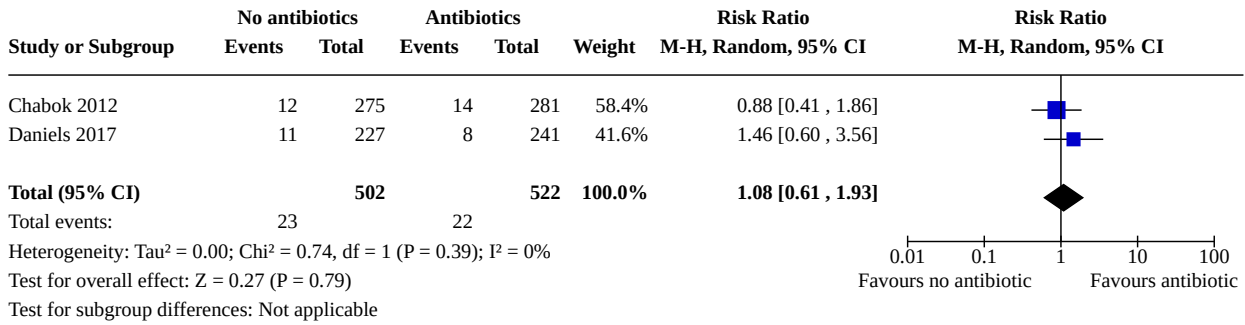 No antibiotics Antibiotics Risk Ratio Risk Ratio
Study or Subgroup Events Total Events Total Weight M-H, Random, 95% CI M-H, Random, 95% CI
Chabok 2012 12 275 14 281 58.4% 0.88 [0.41 , 1.86]
Daniels 2017 11 227 8 241 41.6% 1.46 [0.60 , 3.56]
Total (95% CI) 502 522 100.0% 1.08 [0.61 , 1.93]
Total events: 23 22
Heterogeneity: Tau² = 0.00; Chi² = 0.74, df = 1 (P = 0.39); I² = 0%
0.01 0.1 1 10 100
Test for overall effect: Z = 0.27 (P = 0.79)
Favours no antibiotic Favours antibiotic
Test for subgroup differences: Not applicable